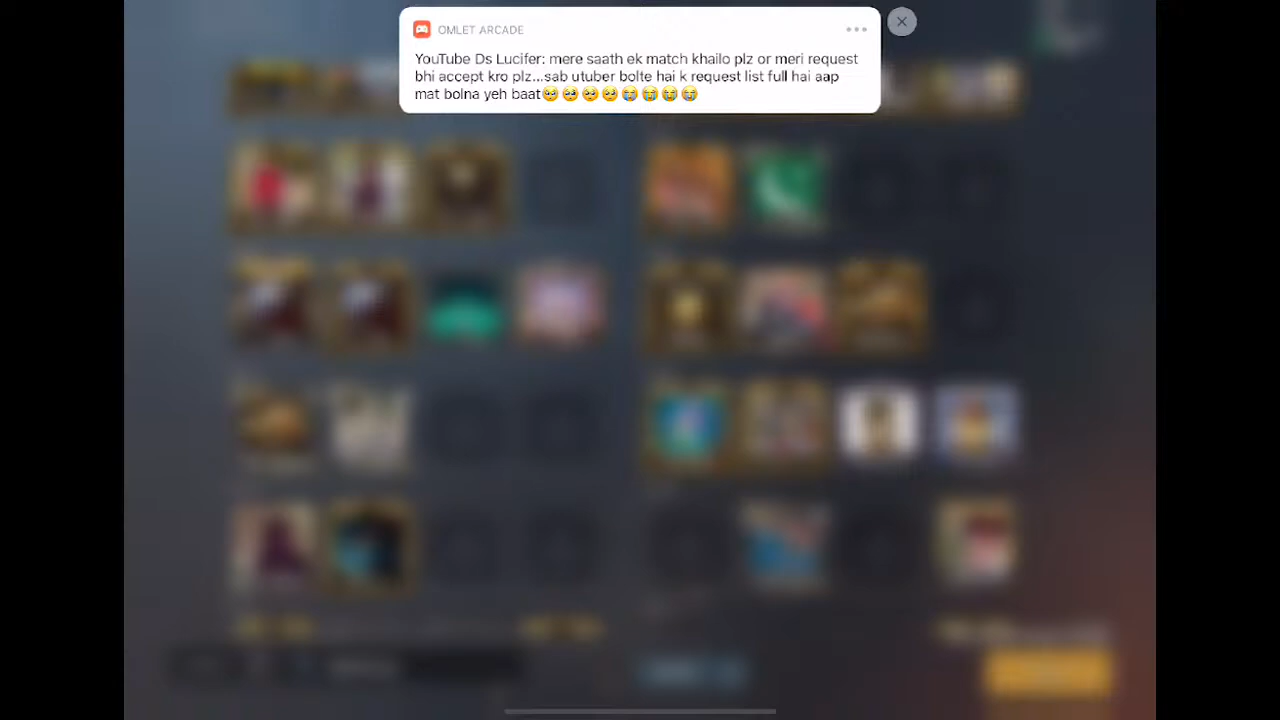 OMLET ARCADE
YouTube Ds Lucifer: mere saath ek match khailo plz or meri request
bhi accept kro plz...sab utuber bolte hai k request list full hai aap
mat bolna yeh baat🥺🥺🥺🥺😭😭😭😭